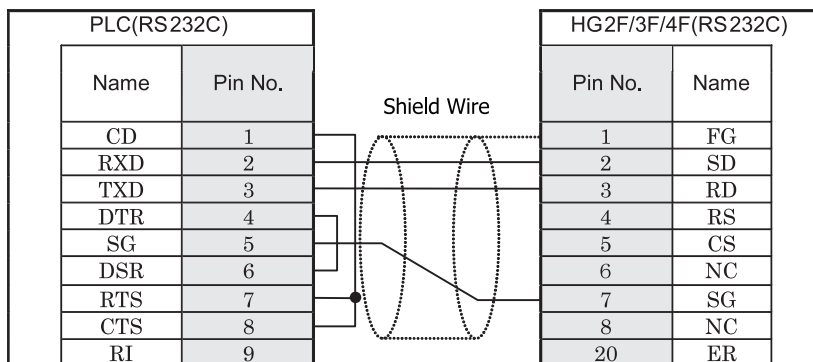 PLC(RS232C) HG2F/3F/4F(RS232C)
Name Pin No. Pin No. Name
Shield Wire
CD 1 1 FG
RXD 2 2 SD
TXD 3 3 RD
DTR 4 4 RS
SG 5 5 CS
DSR 6 6 NC
RTS 7 7 SG
CTS 8 8 NC
RI 9 20 ER